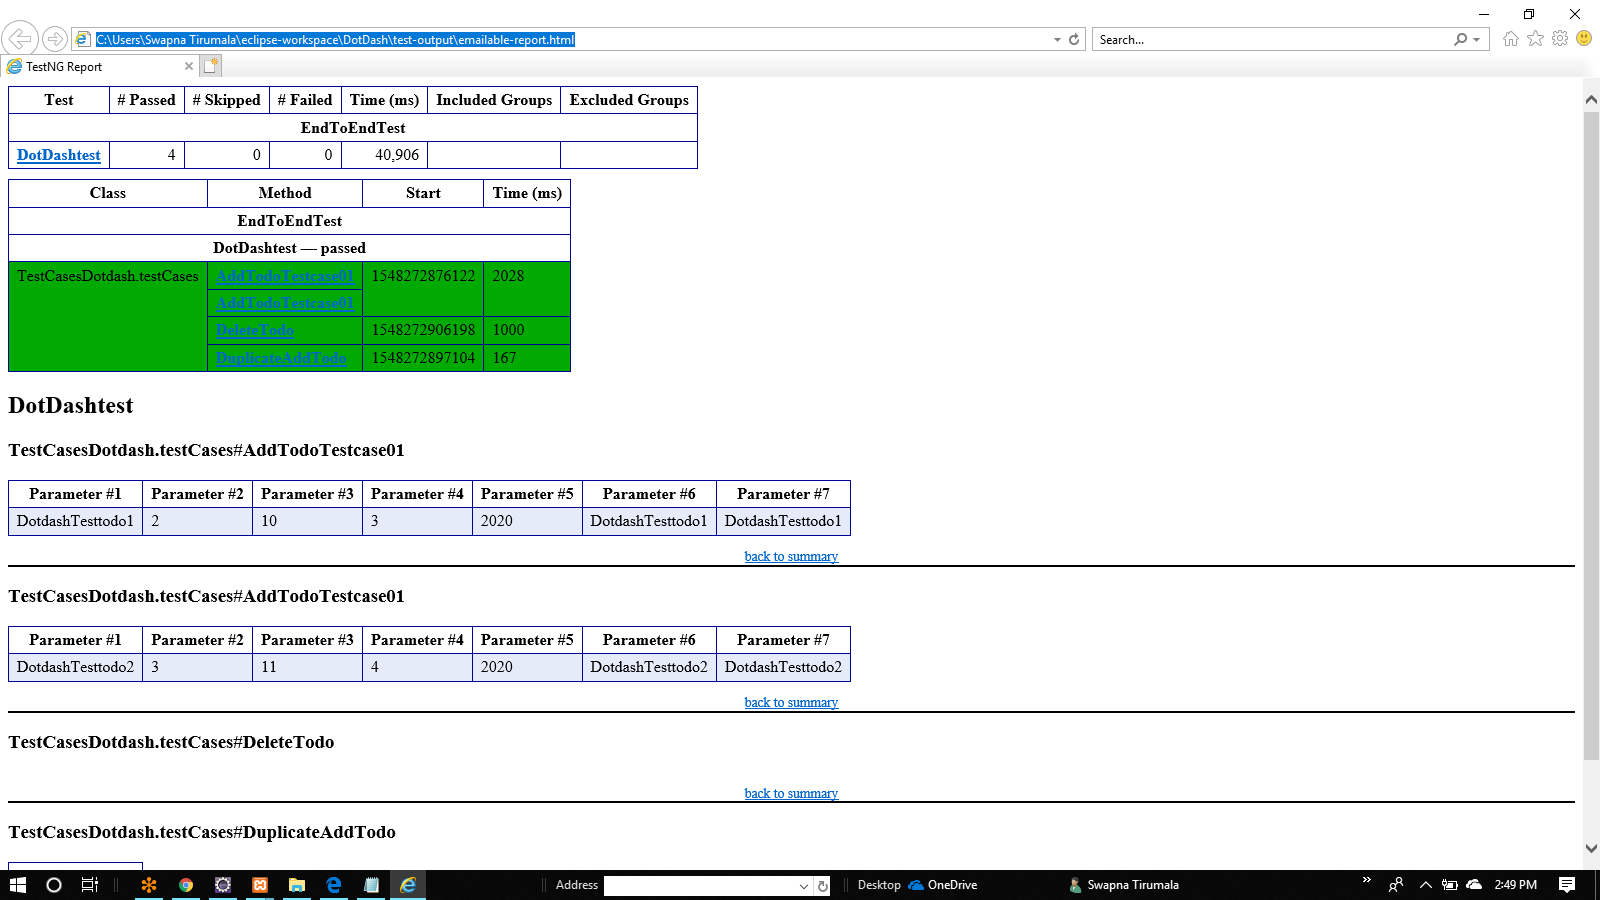 C:\Users\Swapna Tirumala\eclipse-workspace\DotDash\test-output\emailable-report.html
Search...
TestNG Report
Test # Passed # Skipped # Failed Time (ms) Included Groups Excluded Groups
EndToEndTest
DotDashtest 4 0 0 40,906
Class Method Start Time (ms)
EndToEndTest
DotDashtest — passed
TestCasesDotdash.testCases AddTodoTestcase01 1548272876122 2028
AddTodoTestcase01
DeleteTodo 1548272906198 1000
DuplicateAddTodo 1548272897104 167
DotDashtest
TestCasesDotdash.testCases#AddTodoTestcase01
Parameter #1 Parameter #2 Parameter #3 Parameter #4 Parameter #5 Parameter #6 Parameter #7
DotdashTesttodo1 2 10 3 2020 DotdashTesttodo1 DotdashTesttodo1
back to summary
TestCasesDotdash.testCases#AddTodoTestcase01
Parameter #1 Parameter #2 Parameter #3 Parameter #4 Parameter #5 Parameter #6 Parameter #7
DotdashTesttodo2 3 11 4 2020 DotdashTesttodo2 DotdashTesttodo2
back to summary
TestCasesDotdash.testCases#DeleteTodo
back to summary
TestCasesDotdash.testCases#DuplicateAddTodo
Address Desktop OneDrive Swapna Tirumala 2:49 PM